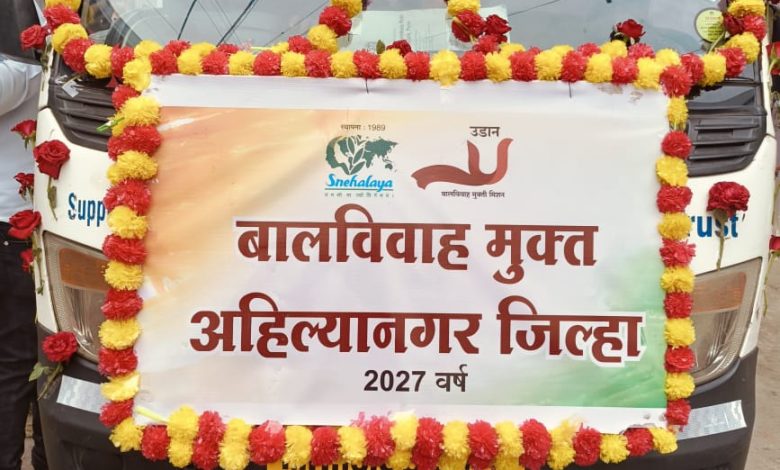 स्थापना : 1989
Snehalaya
उडान
बालविवाह मुक्ती मिशन
बालविवाह मुक्त
अहिल्यानगर जिल्हा
2027 वर्ष
Supp
rust